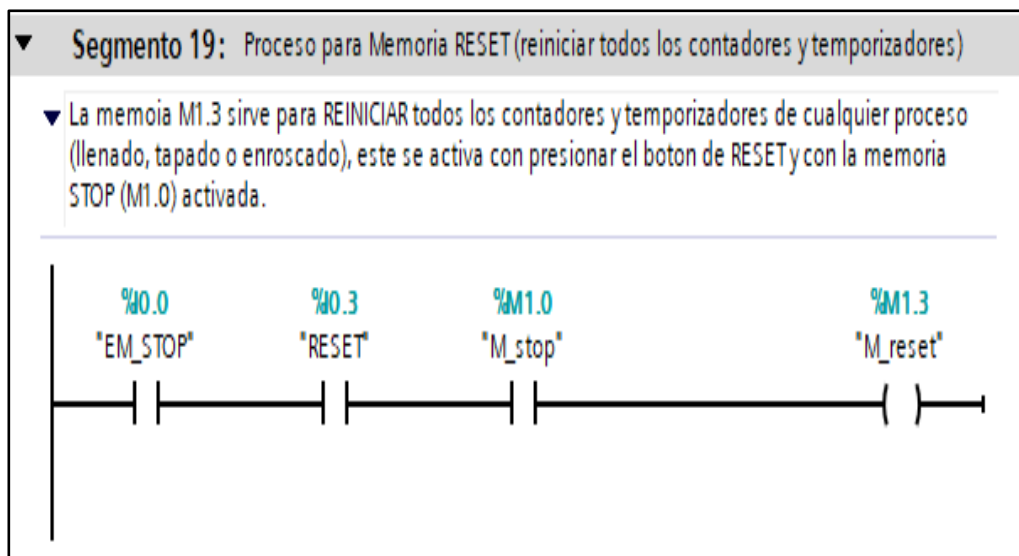 Segmento 19: Proceso para Memoria RESET (reiniciar todos los contadores y temporizadores)
La memoia M1.3 sirve para REINICIAR todos los contadores y temporizadores de cualquier proceso
(llenado, tapado o enroscado), este se activa con presionar el boton de RESET y con la memoria
STOP (M1.0) activada.
%I0.0 %I0.3 %M1.0 %M1.3
"EM_STOP" "RESET" "M_stop" "M_reset"